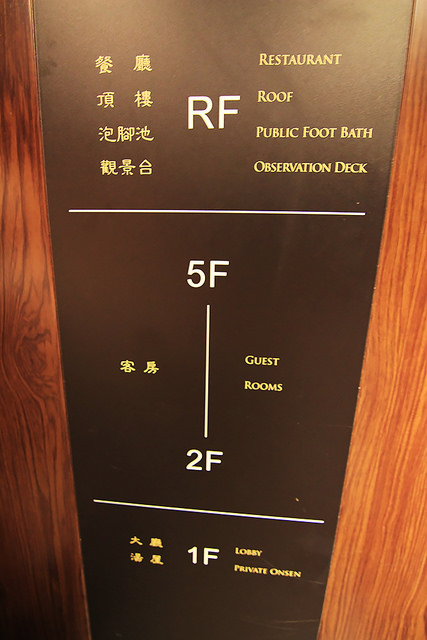 餐 廳 RESTAURANT
頂 樓 RF ROOF
泡腳池 PUBLIC FOOT BATH
觀景台 OBSERVATION DECK
5F
客房 GUEST
ROOMS
2F
大廳 1F LOBBY
湯屋 PRIVATE ONSEN